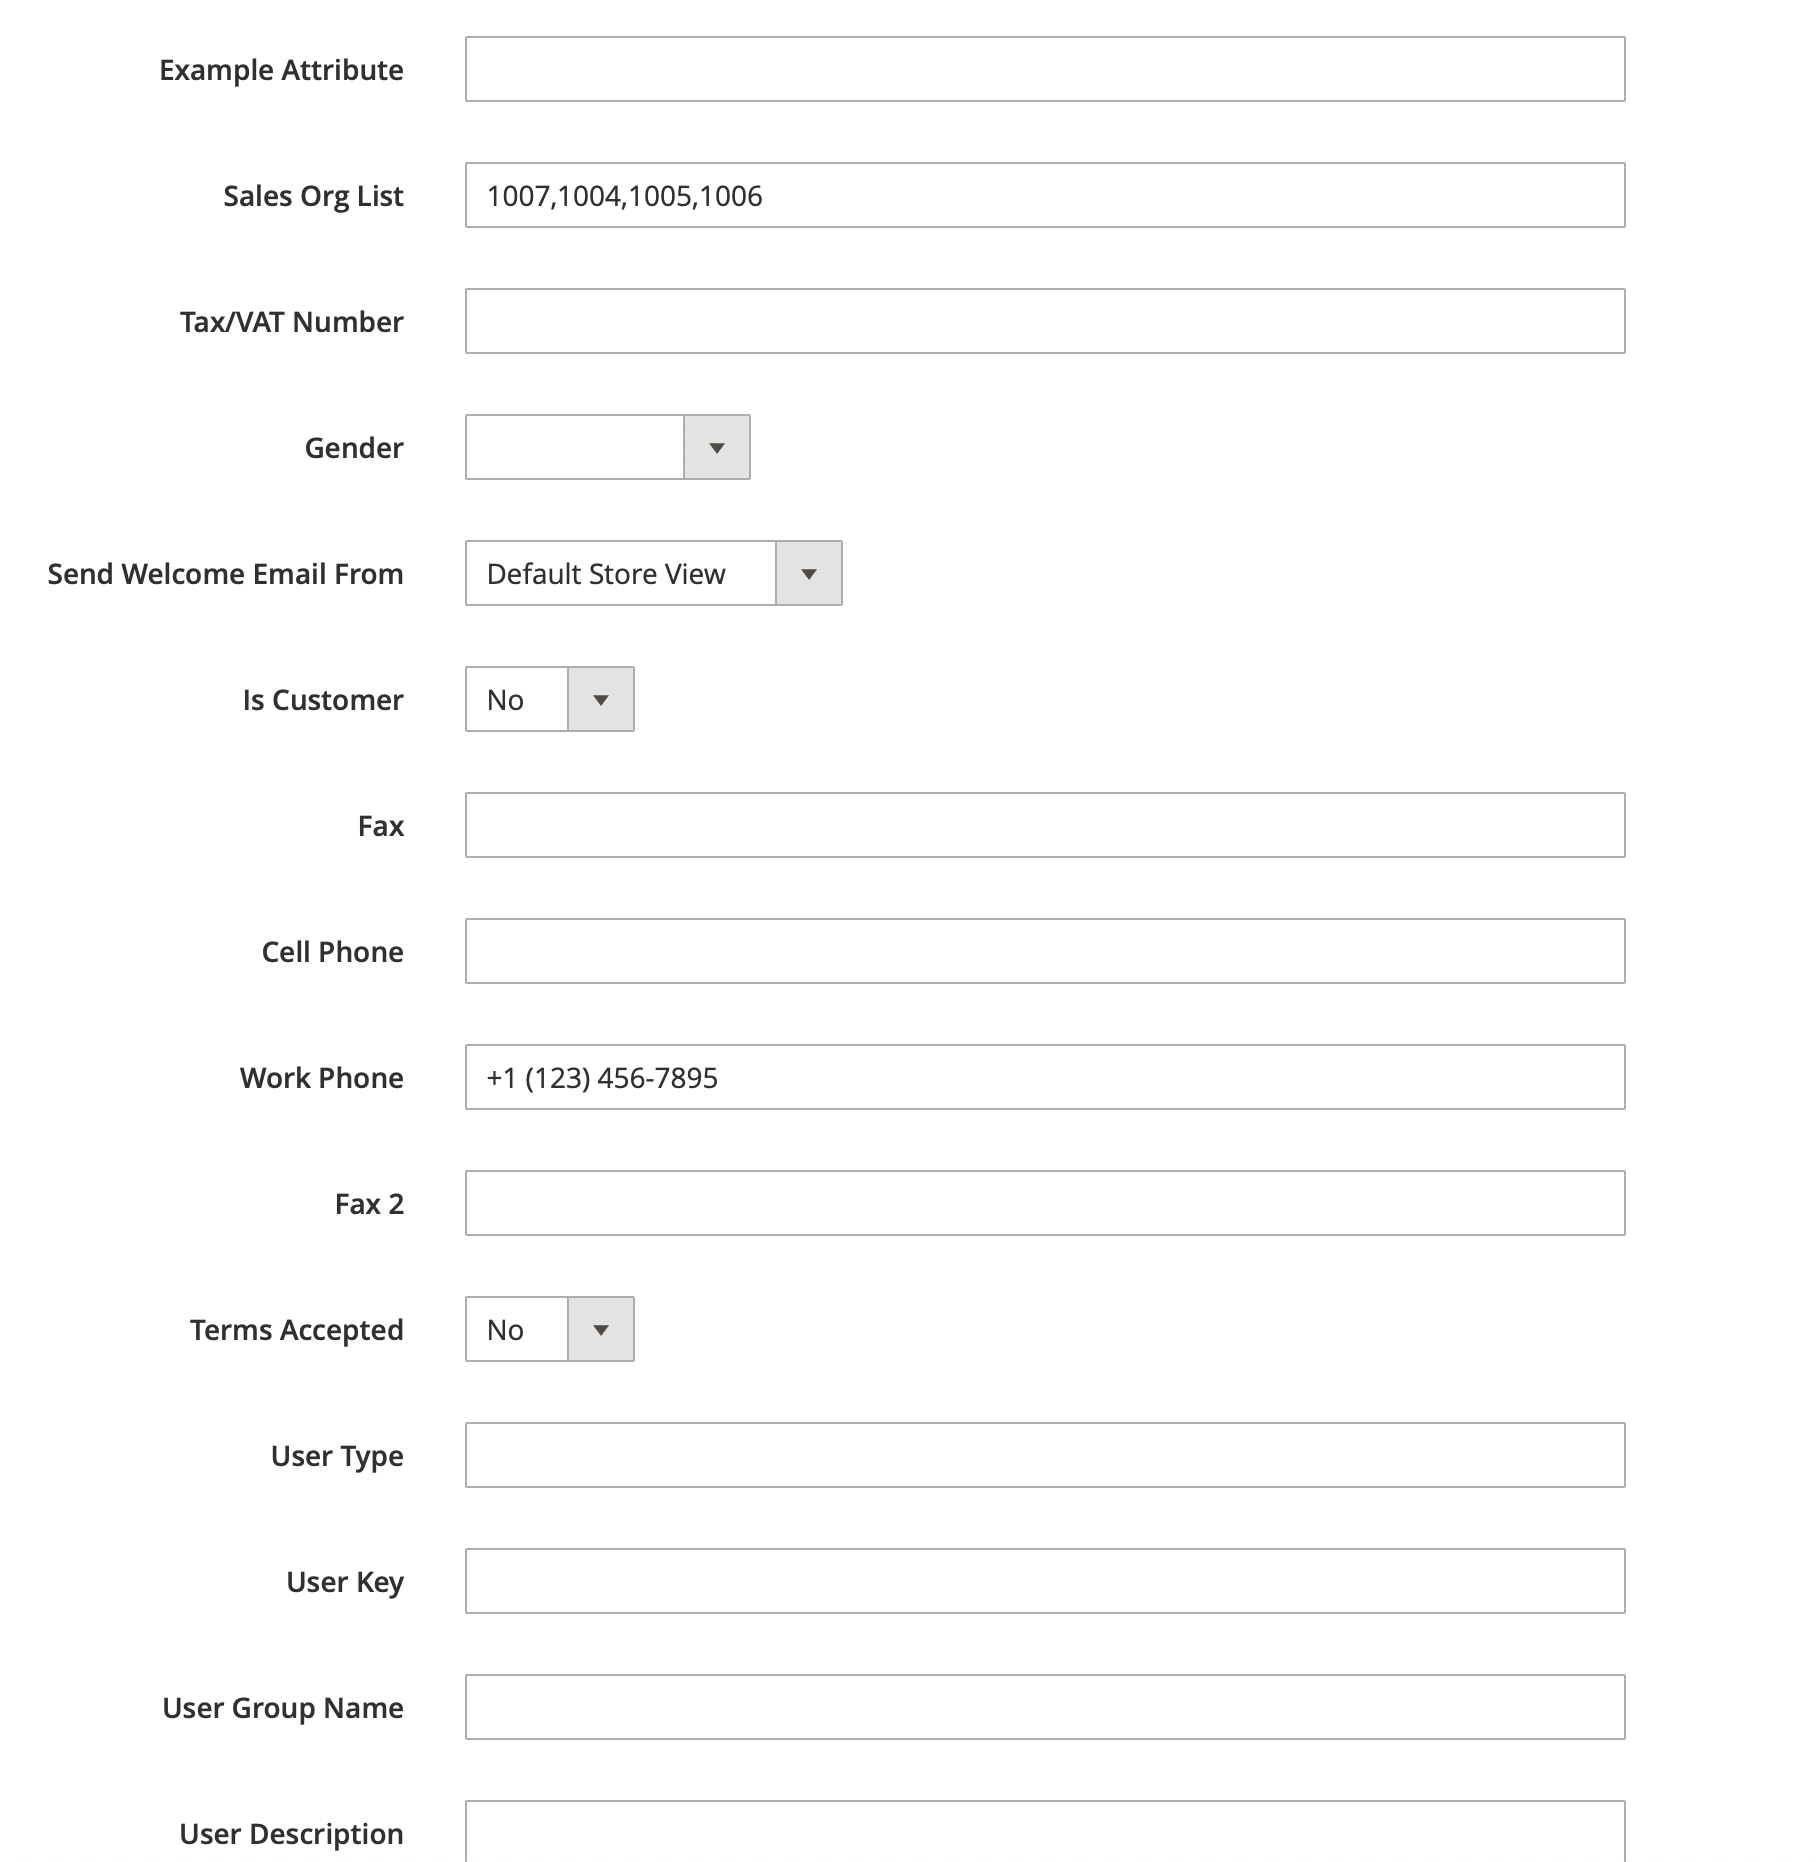 Example Attribute
Sales Org List 1007,1004,1005,1006
Tax/VAT Number
Gender
Send Welcome Email From Default Store View
Is Customer No
Fax
Cell Phone
Work Phone +1 (123) 456-7895
Fax 2
Terms Accepted No
User Type
User Key
User Group Name
User Description